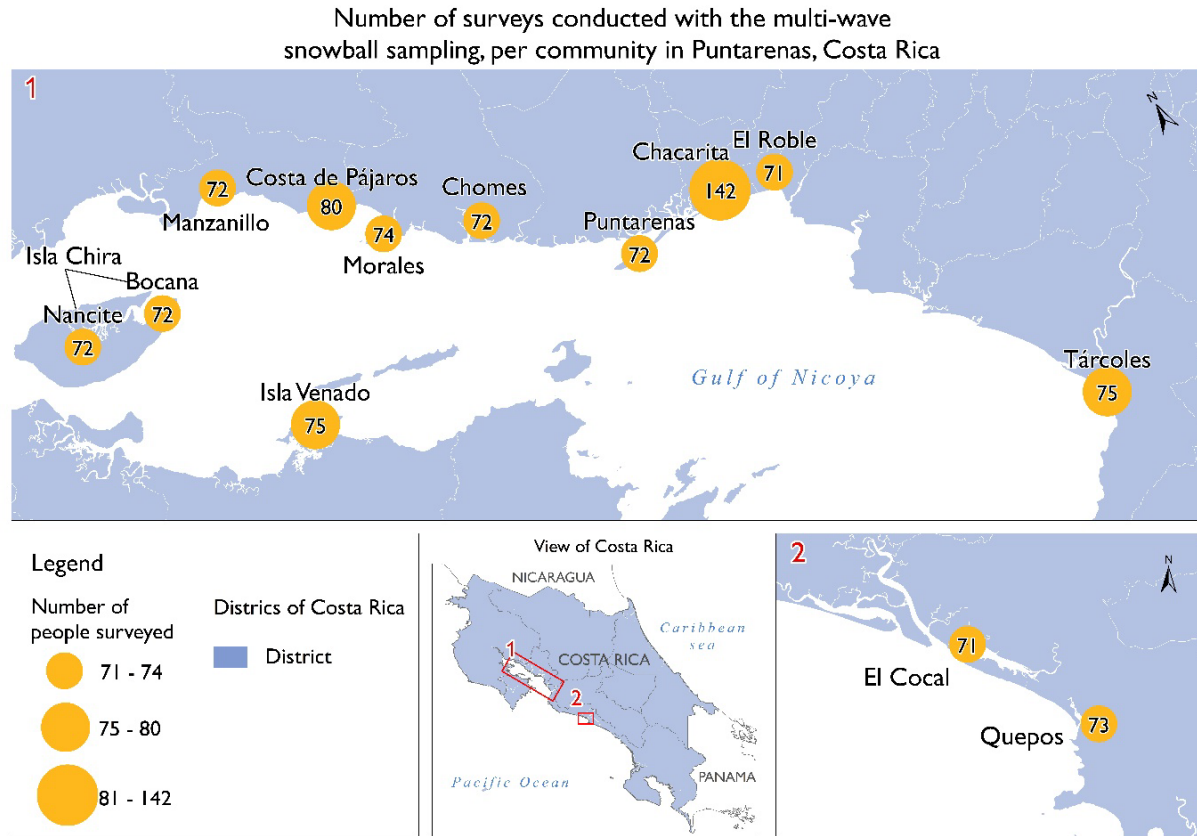 Number of surveys conducted with the multi-wave
snowball sampling, per community in Puntarenas, Costa Rica
1
N
El Roble
71
Chacarita
142
Costa de Pájaros
80
Chomes
72
72
Manzanillo
74
Morales
Puntarenas
72
Isla Chira
Bocana
72
Nancite
72
Isla Venado
75
Gulf of Nicoya
Tárcoles
75
Legend
Number of
people surveyed
71 - 74
75 - 80
81 - 142
Districs of Costa Rica
District
View of Costa Rica
NICARAGUA
Caribbean
sea
1
COSTA RICA
2
PANAMA
Pacific Ocean
2
N
71
El Cocal
73
Quepos